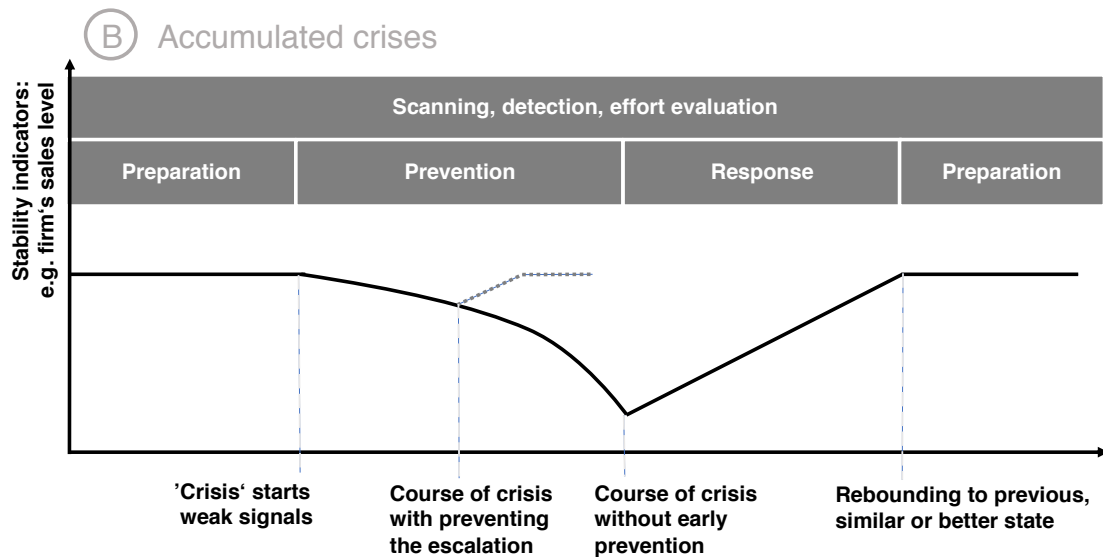 B Accumulated crises
Stability indicators:
e.g. firm‘s sales level
Scanning, detection, effort evaluation
Preparation
Prevention
Response
Preparation
’Crisis‘ starts
weak signals
Course of crisis
with preventing
the escalation
Course of crisis
without early
prevention
Rebounding to previous,
similar or better state